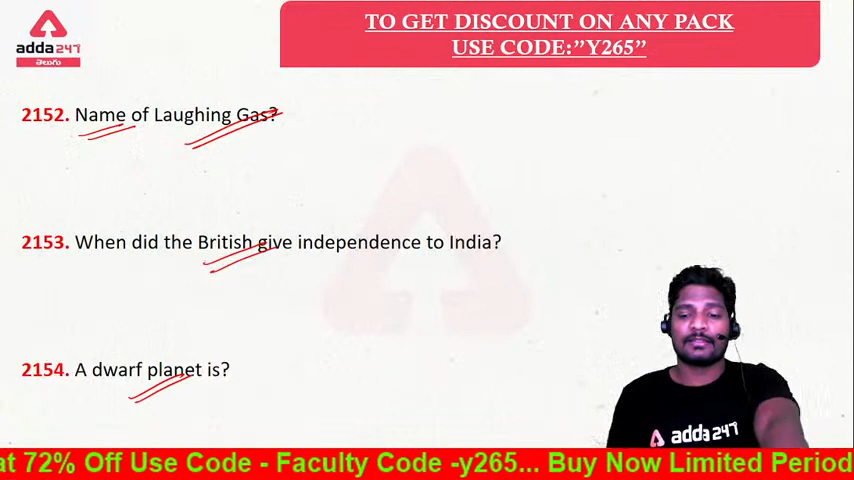 TO GET DISCOUNT ON ANY PACK
USE CODE:”Y265”
adda247
తెలుగు
2152. Name of Laughing Gas?
2153. When did the British give independence to India?
2154. A dwarf planet is?
adda247
at 72% Off Use Code - Faculty Code -y265... Buy Now Limited Period